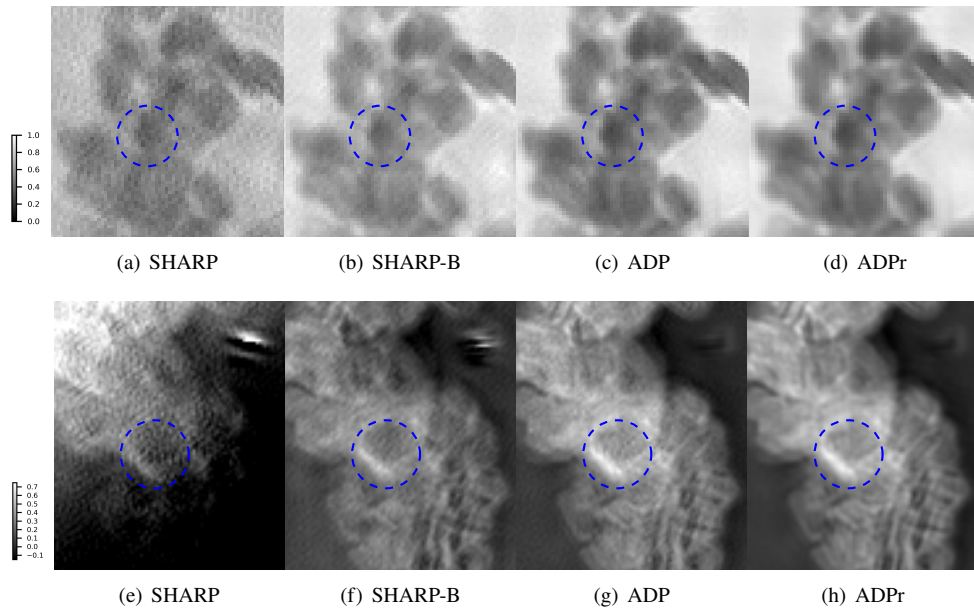 1.0
0.8
0.6
0.4
0.2
0.0
(a) SHARP
(b) SHARP-B
(c) ADP
(d) ADPr
0.7
0.6
0.5
0.4
0.3
0.2
0.1
0.0
−0.1
(e) SHARP
(f) SHARP-B
(g) ADP
(h) ADPr